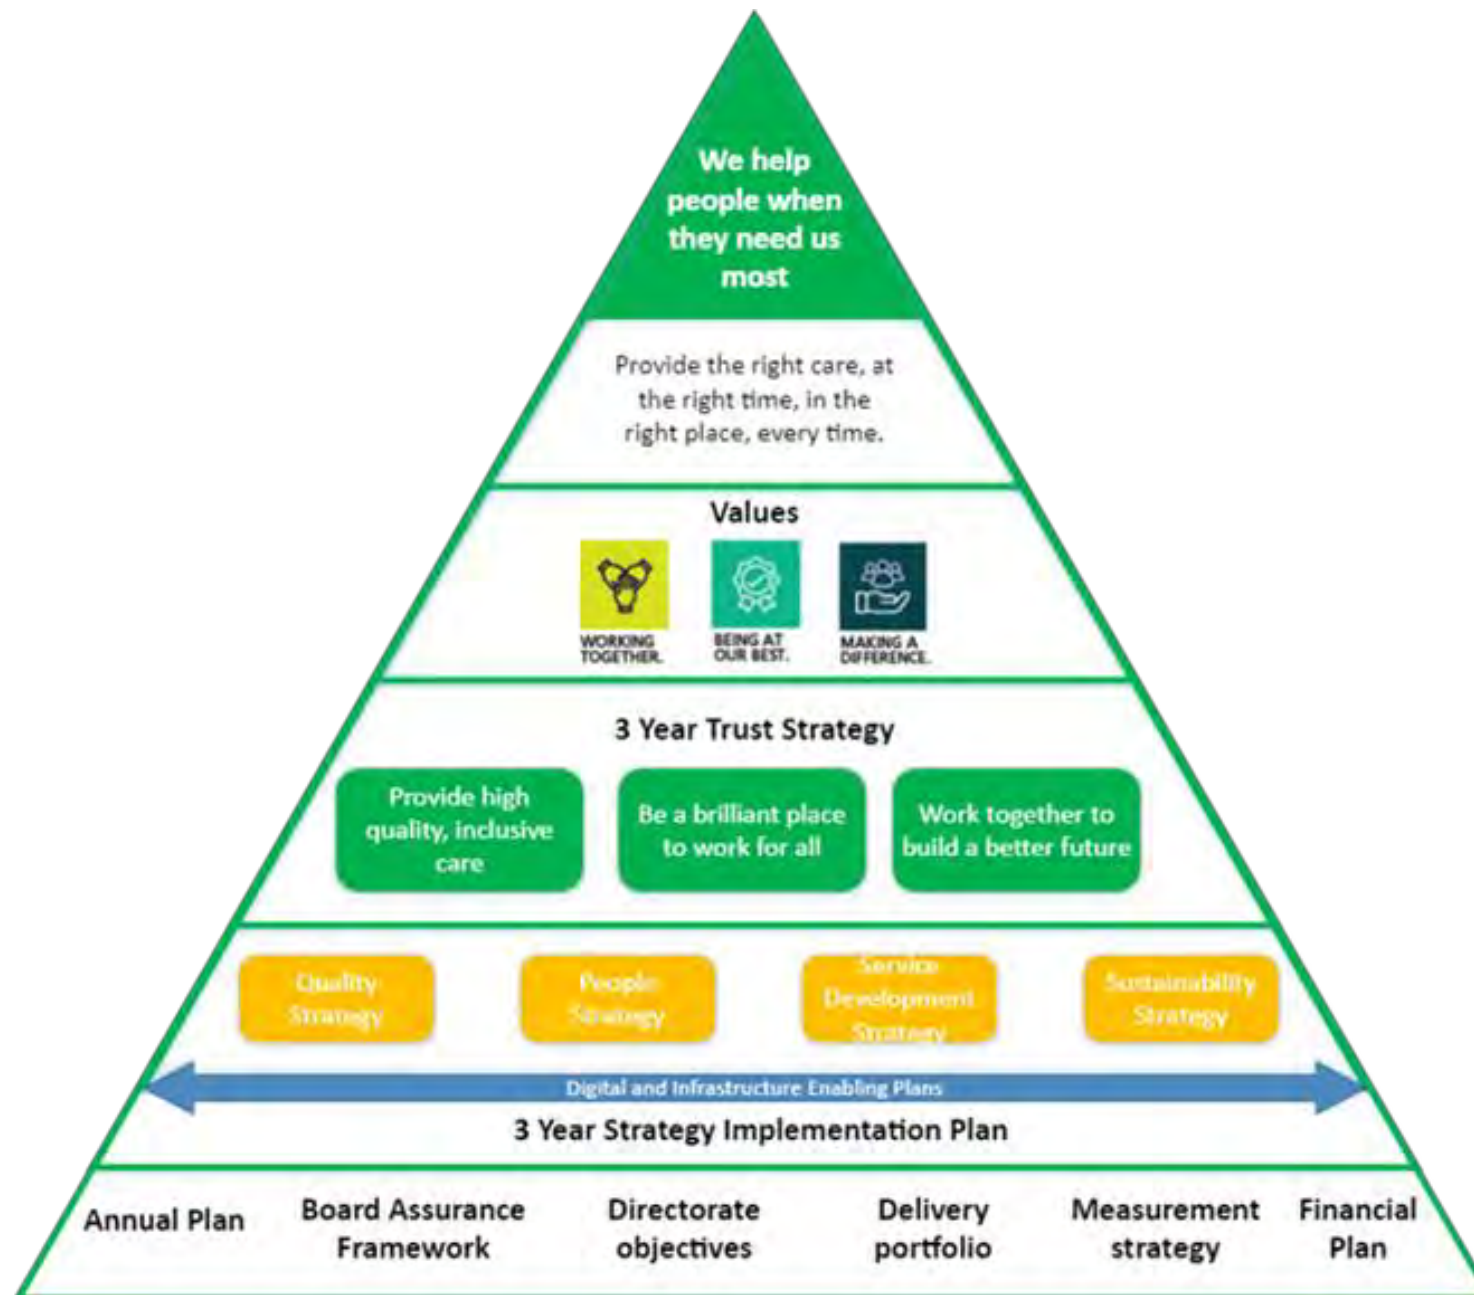 We help
people when
they need us
most
Provide the right care, at
the right time, in the
right place, every time.
Values
WORKING
TOGETHER.
BEING AT
OUR BEST.
MAKING A
DIFFERENCE.
3 Year Trust Strategy
Provide high
quality, inclusive
care
Be a brilliant place
to work for all
Work together to
build a better future
Quality
Strategy
People
Strategy
Service
Development
Strategy
Sustainability
Strategy
Digital and Infrastructure Enabling Plans
3 Year Strategy Implementation Plan
Annual Plan
Board Assurance
Framework
Directorate
objectives
Delivery
portfolio
Measurement
strategy
Financial
Plan